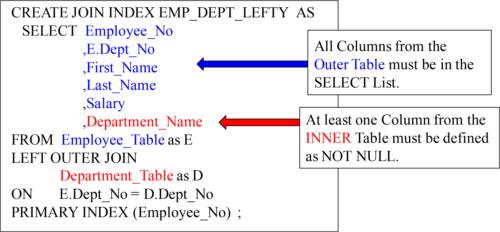 CREATE JOIN INDEX EMP_DEPT_LEFTY AS
SELECT Employee_No
,E.Dept_No
,First_Name
,Last_Name
,Salary
,Department_Name
FROM Employee_Table as E
LEFT OUTER JOIN
Department_Table as D
ON E.Dept_No = D.Dept_No
PRIMARY INDEX (Employee_No) ;
All Columns from the
Outer Table must be in the
SELECT List.
At least one Column from the
INNER Table must be defined
as NOT NULL.